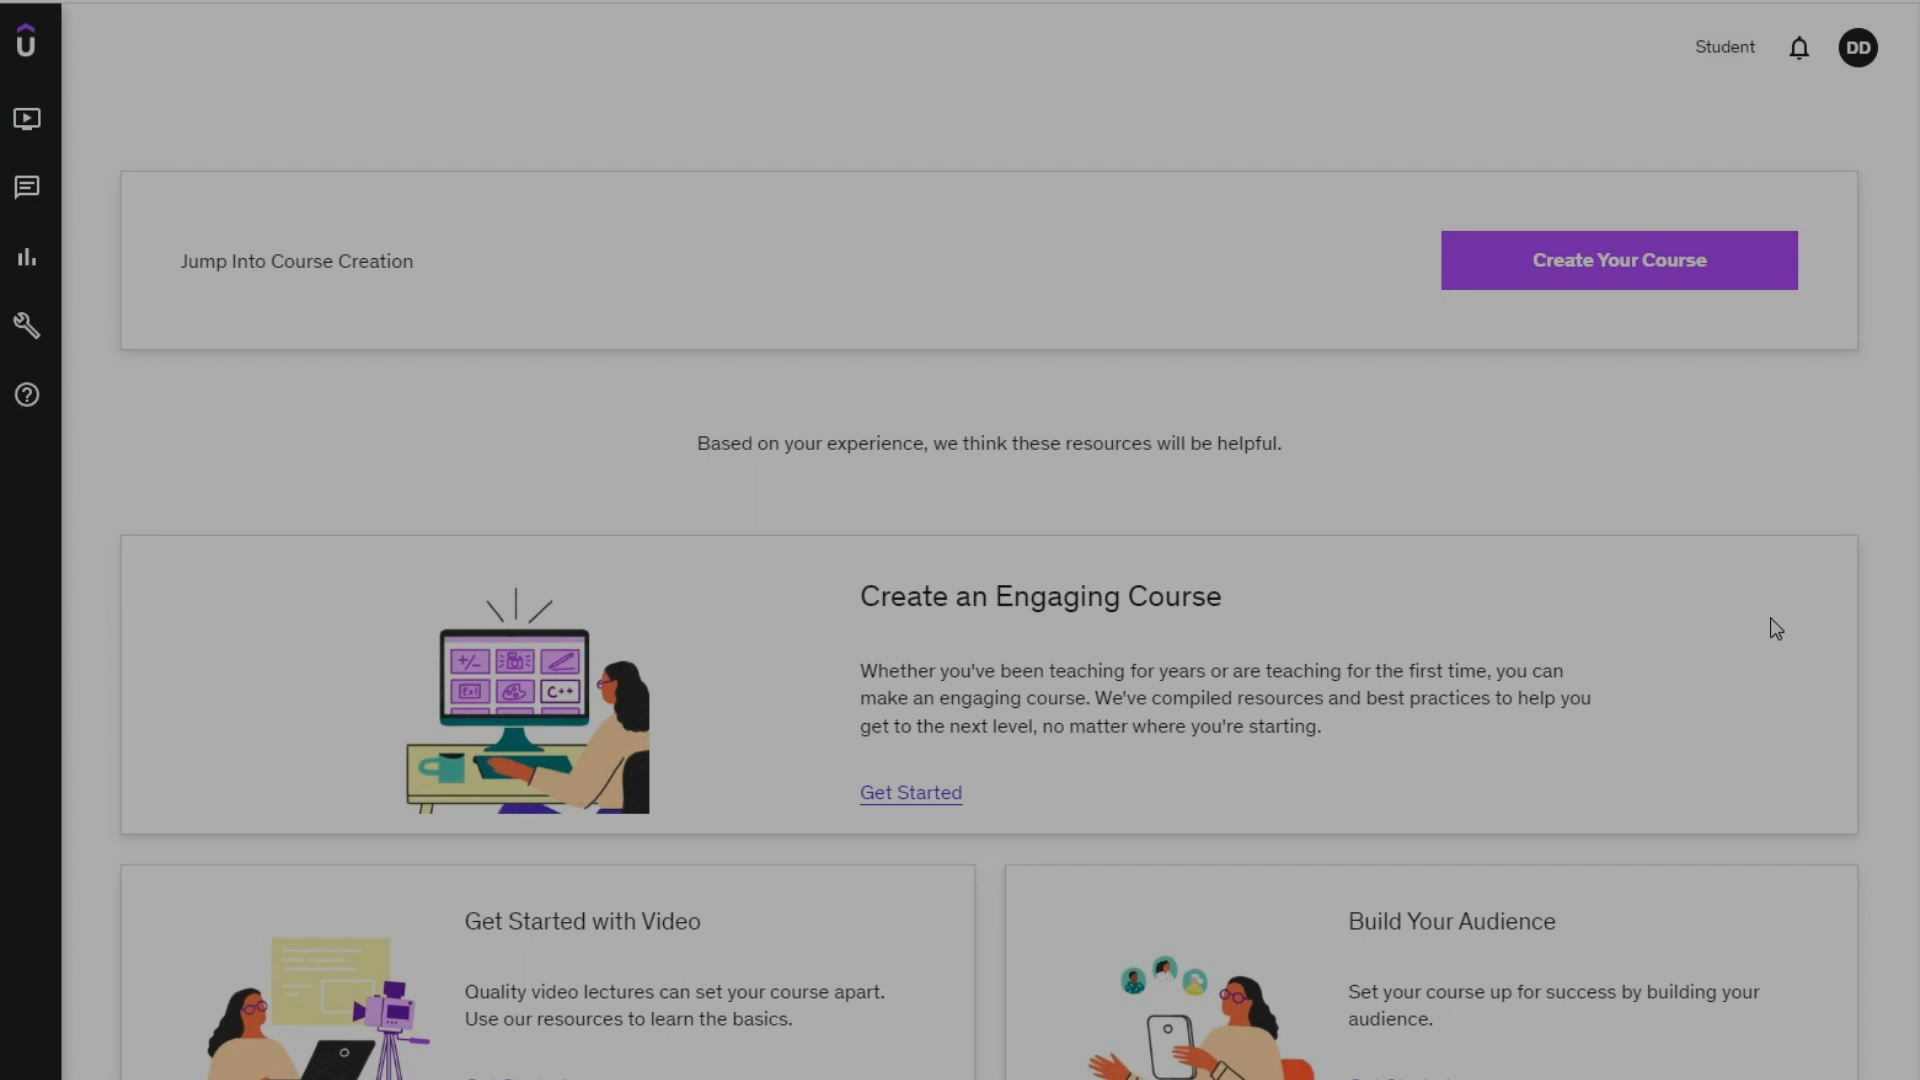 Student
DD
Jump Into Course Creation
Create Your Course
Based on your experience, we think these resources will be helpful.
Create an Engaging Course
Whether you've been teaching for years or are teaching for the first time, you can
make an engaging course. We've compiled resources and best practices to help you
get to the next level, no matter where you're starting.
Get Started
+/-
C++
Get Started with Video
Quality video lectures can set your course apart.
Use our resources to learn the basics.
Build Your Audience
Set your course up for success by building your
audience.